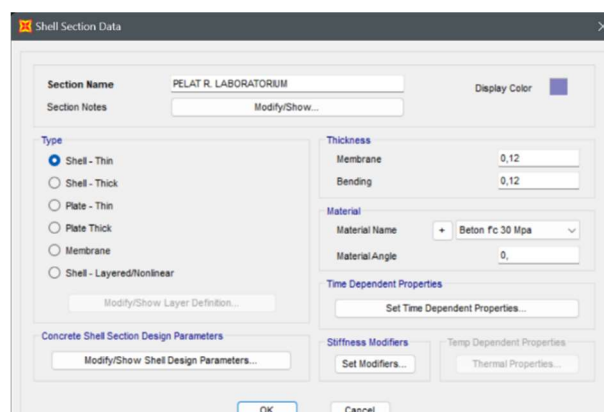 Shell Section Data
Section Name PELAT R. LABORATORIUM Display Color
Section Notes Modify/Show...
Type
Shell - Thin
Shell - Thick
Plate - Thin
Plate Thick
Membrane
Shell - Layered/Nonlinear
Modify/Show Layer Definition...
Concrete Shell Section Design Parameters
Modify/Show Shell Design Parameters...
Thickness
Membrane 0,12
Bending 0,12
Material
Material Name + Beton f'c 30 Mpa
Material Angle 0,
Time Dependent Properties
Set Time Dependent Properties...
Stiffness Modifiers
Set Modifiers...
Temp Dependent Properties
Thermal Properties...
OK Cancel